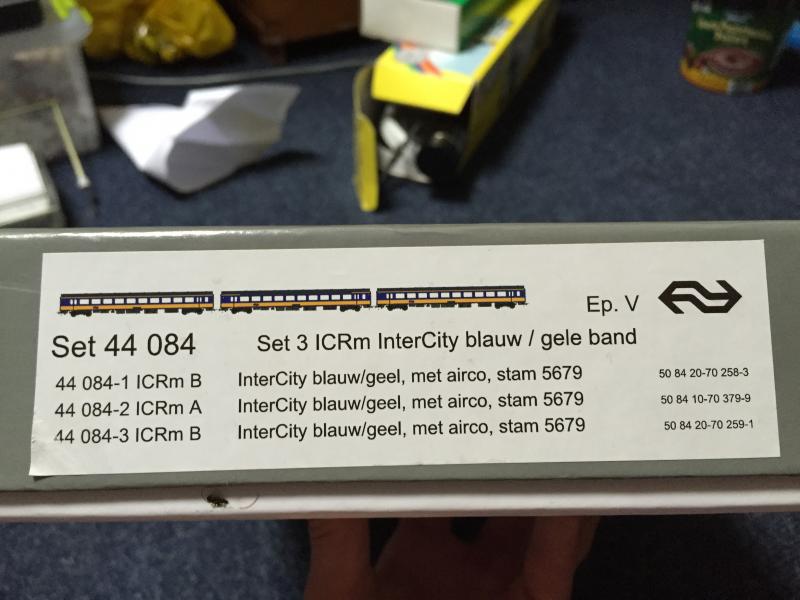 Ep. V
Set 44 084 Set 3 ICRm InterCity blauw / gele band
44 084-1 ICRm B InterCity blauw/geel, met airco, stam 5679 50 84 20-70 258-3
44 084-2 ICRm A InterCity blauw/geel, met airco, stam 5679 50 84 10-70 379-9
44 084-3 ICRm B InterCity blauw/geel, met airco, stam 5679 50 84 20-70 259-1